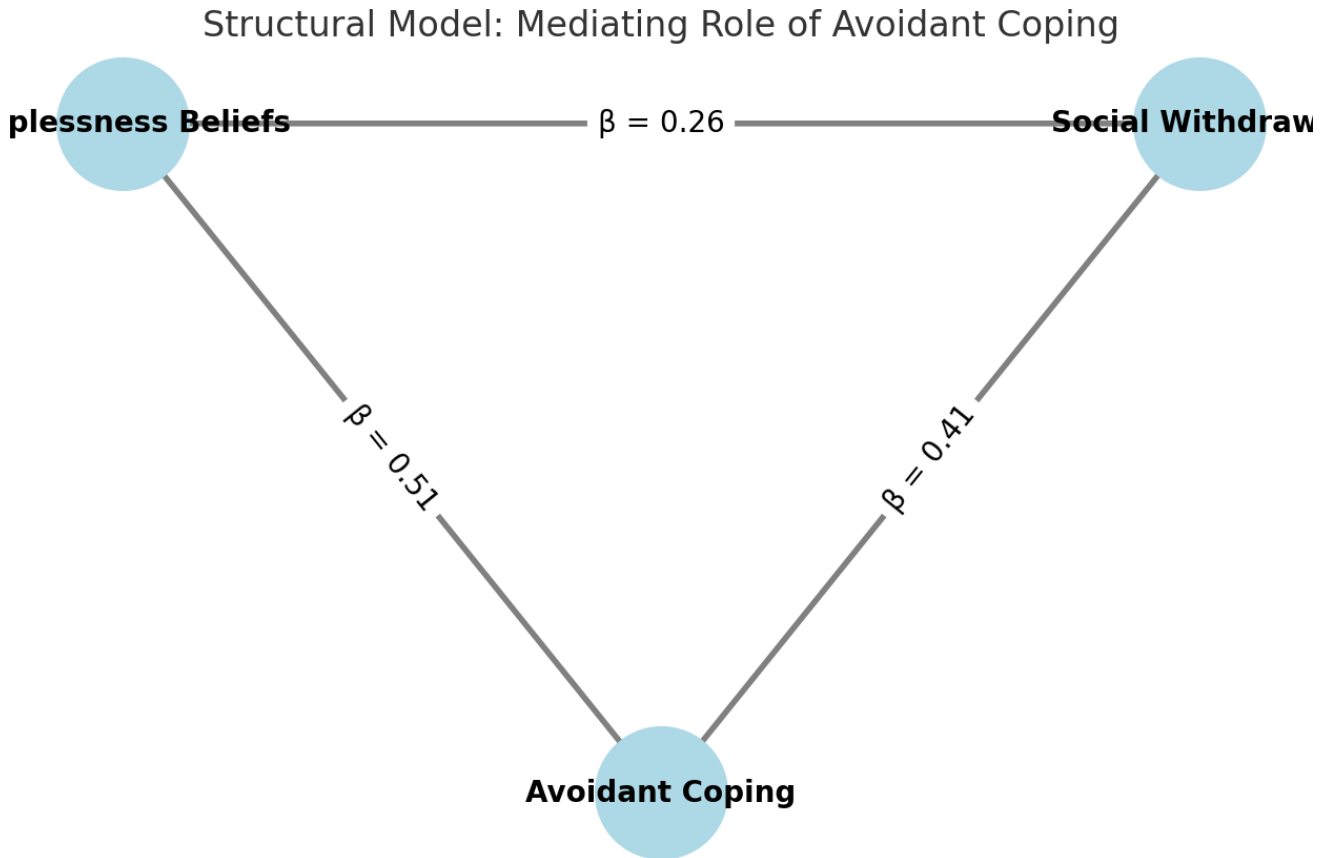 Structural Model: Mediating Role of Avoidant Coping
plessness Beliefs
β = 0.26
Social Withdraw
β = 0.51
β = 0.41
Avoidant Coping